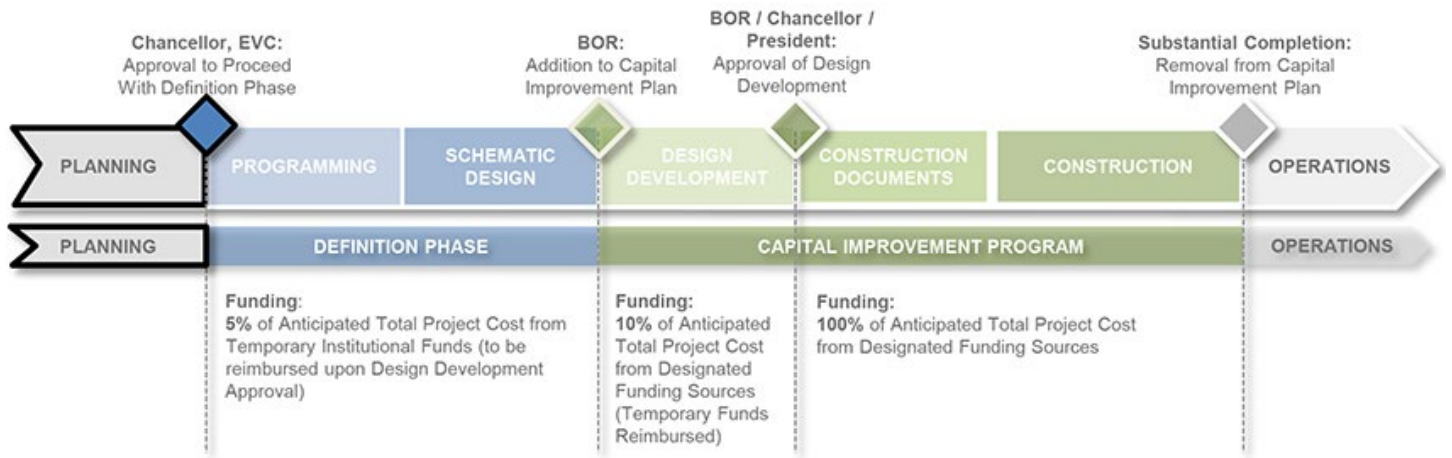 Chancellor, EVC:
Approval to Proceed
With Definition Phase
BOR:
Addition to Capital
Improvement Plan
BOR / Chancellor /
President:
Approval of Design
Development
Substantial Completion:
Removal from Capital
Improvement Plan
PLANNING
PROGRAMMING
SCHEMATIC
DESIGN
DESIGN
DEVELOPMENT
CONSTRUCTION
DOCUMENTS
CONSTRUCTION
OPERATIONS
PLANNING
DEFINITION PHASE
CAPITAL IMPROVEMENT PROGRAM
OPERATIONS
Funding:
5% of Anticipated Total Project Cost from
Temporary Institutional Funds (to be
reimbursed upon Design Development
Approval)
Funding:
10% of Anticipated
Total Project Cost
from Designated
Funding Sources
(Temporary Funds
Reimbursed)
Funding:
100% of Anticipated Total Project Cost
from Designated Funding Sources